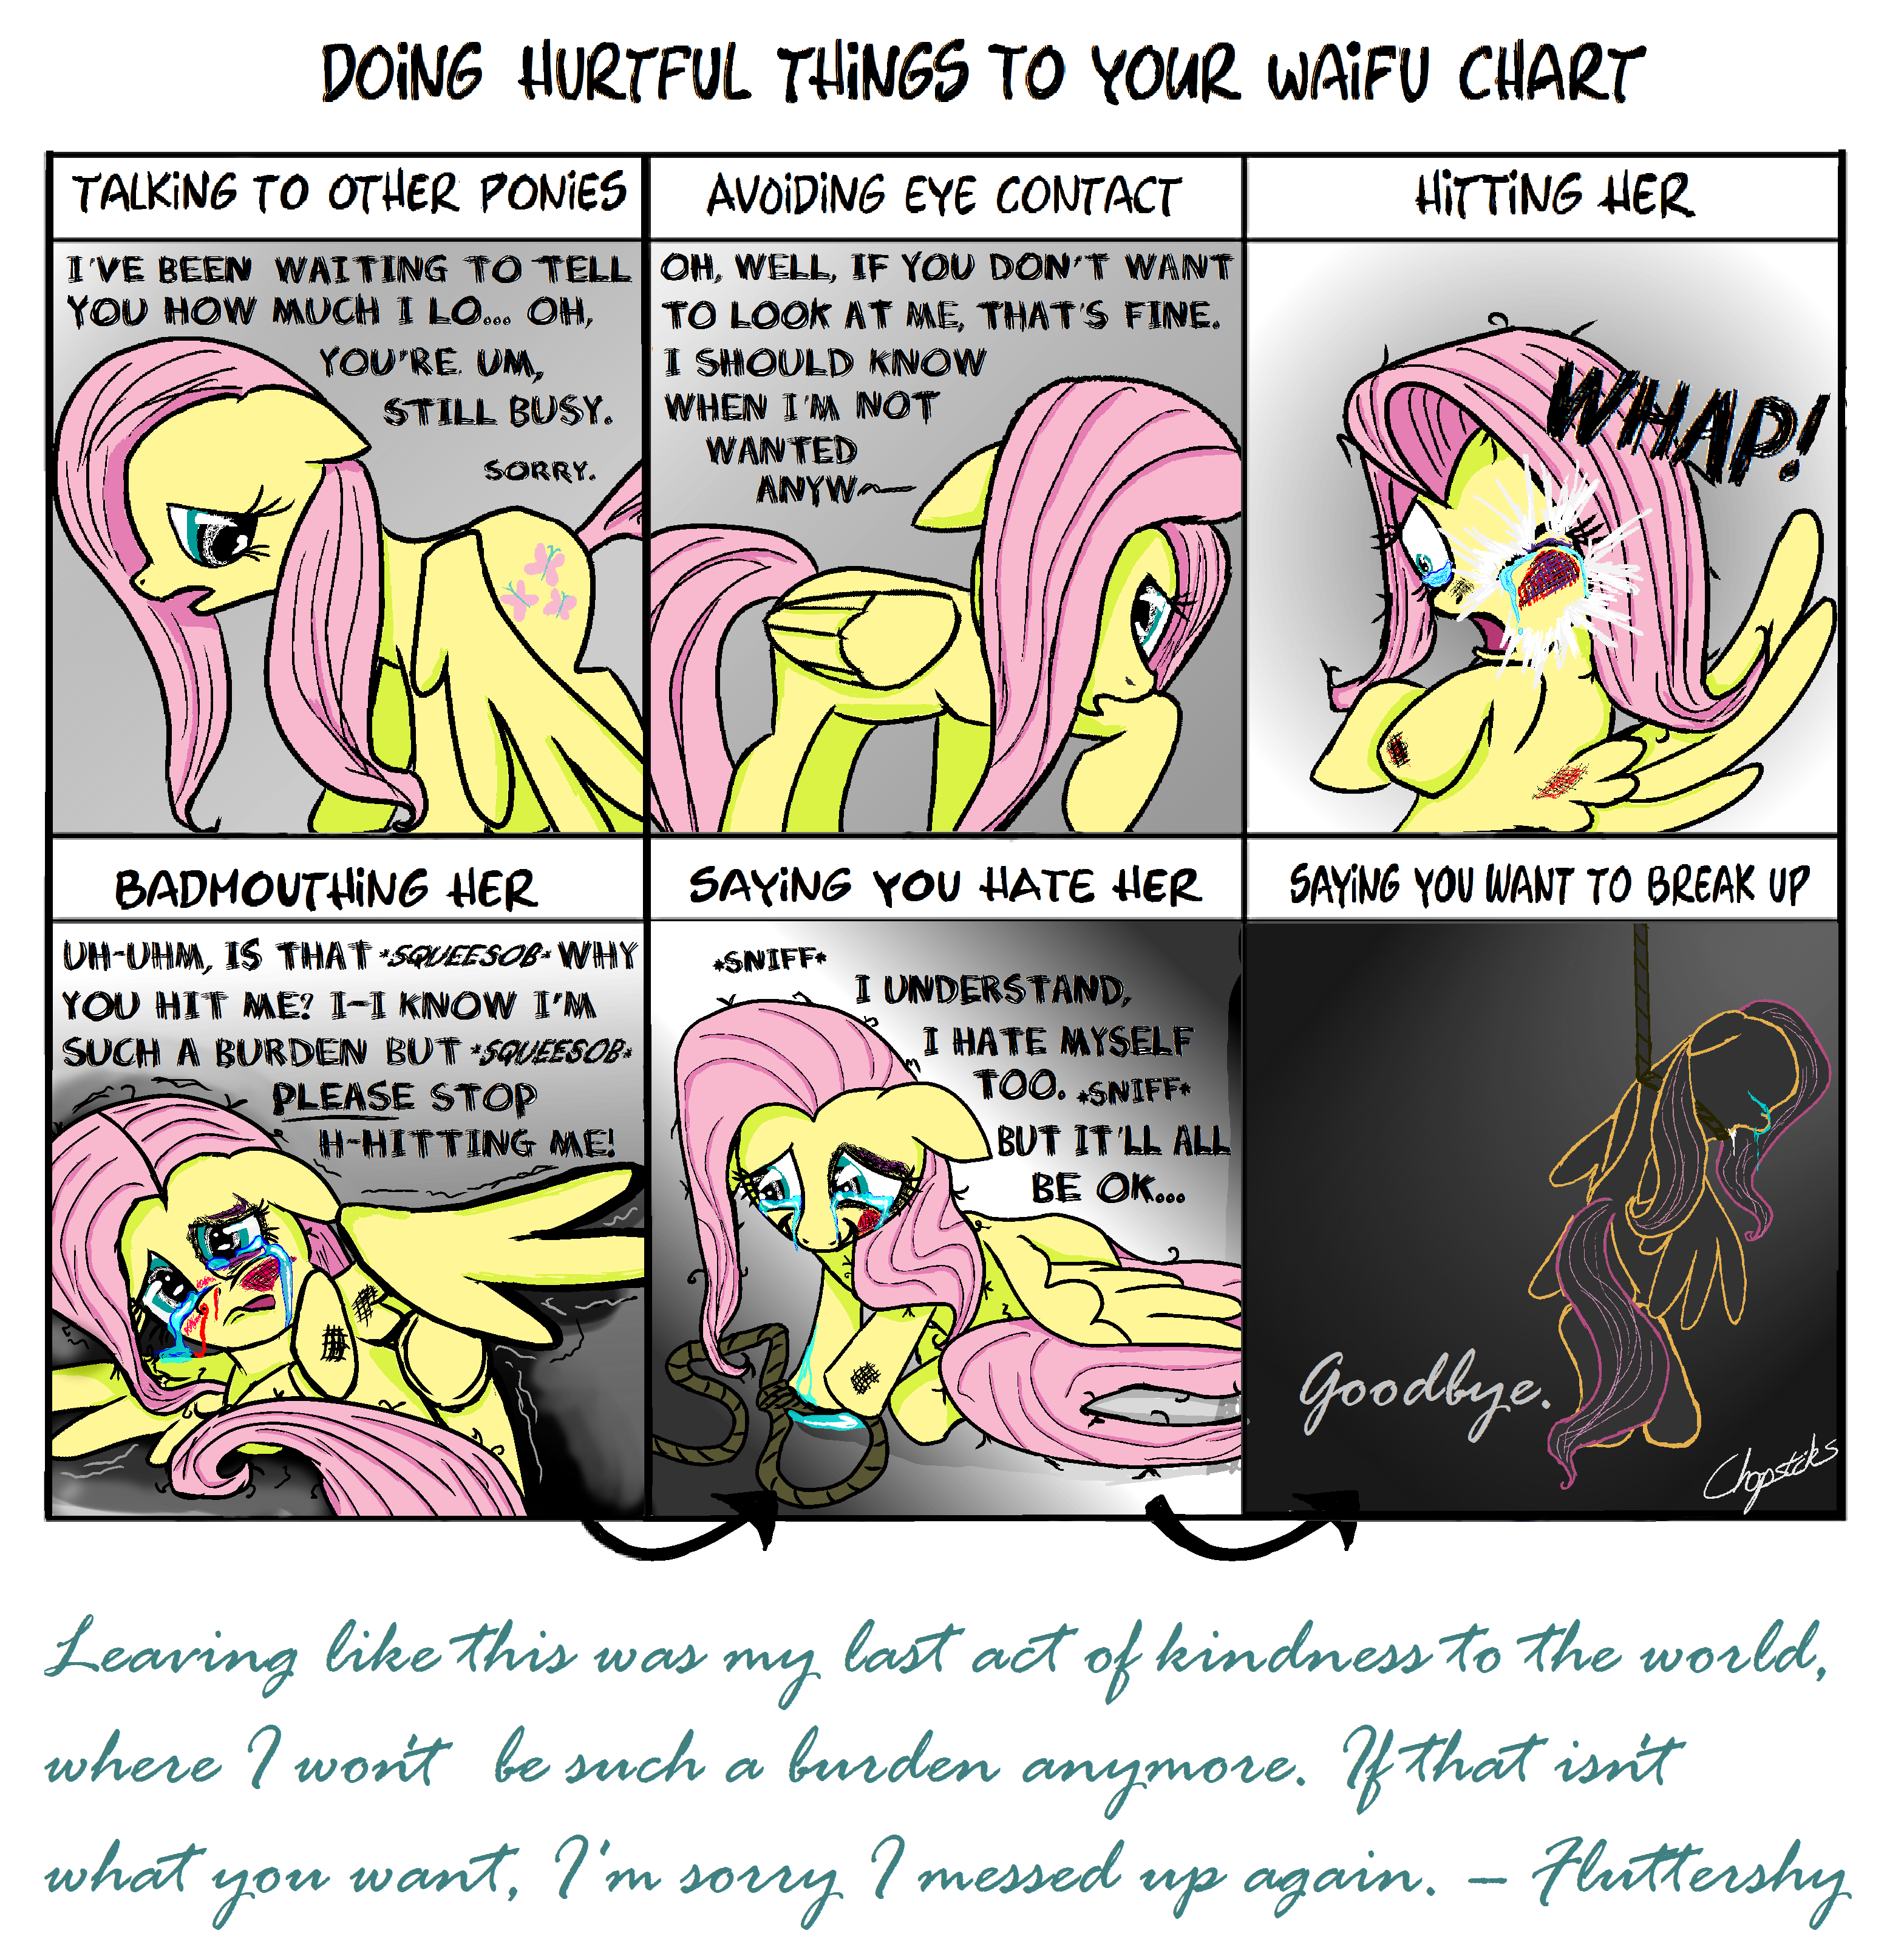 DOiNG HURTFUL THiNGS TO YOUR WAiFU CHART
TALKiNG TO OTHER PONiES
I'VE BEEN WAITING TO TELL
YOU HOW MUCH I LO... OH,
YOU'RE. UM,
STILL BUSY.
SORRY.
AVOiDiNG EYE CONTACT
OH, WELL, IF YOU DON'T WANT
TO LOOK AT ME, THAT'S FINE.
I SHOULD KNOW
WHEN I'M NOT
WANTED
ANYW~
HiTTiNG HER
WHAP!
BADMOUTHiNG HER
UH-UHM, IS THAT *SQUEESOB* WHY
YOU HIT ME? I-I KNOW I'M
SUCH A BURDEN BUT *SQUEESOB*
PLEASE STOP
H-HITTING ME!
SAYiNG YOU HATE HER
*SNIFF*
I UNDERSTAND,
I HATE MYSELF
TOO. *SNIFF*
BUT IT'LL ALL
BE OK...
SAYiNG YOU WANT TO BREAK UP
Goodbye.
Chopsticks
Leaving like this was my last act of kindness to the world,
where I won't be such a burden anymore. If that isn't
what you want, I'm sorry I messed up again. – Fluttershy